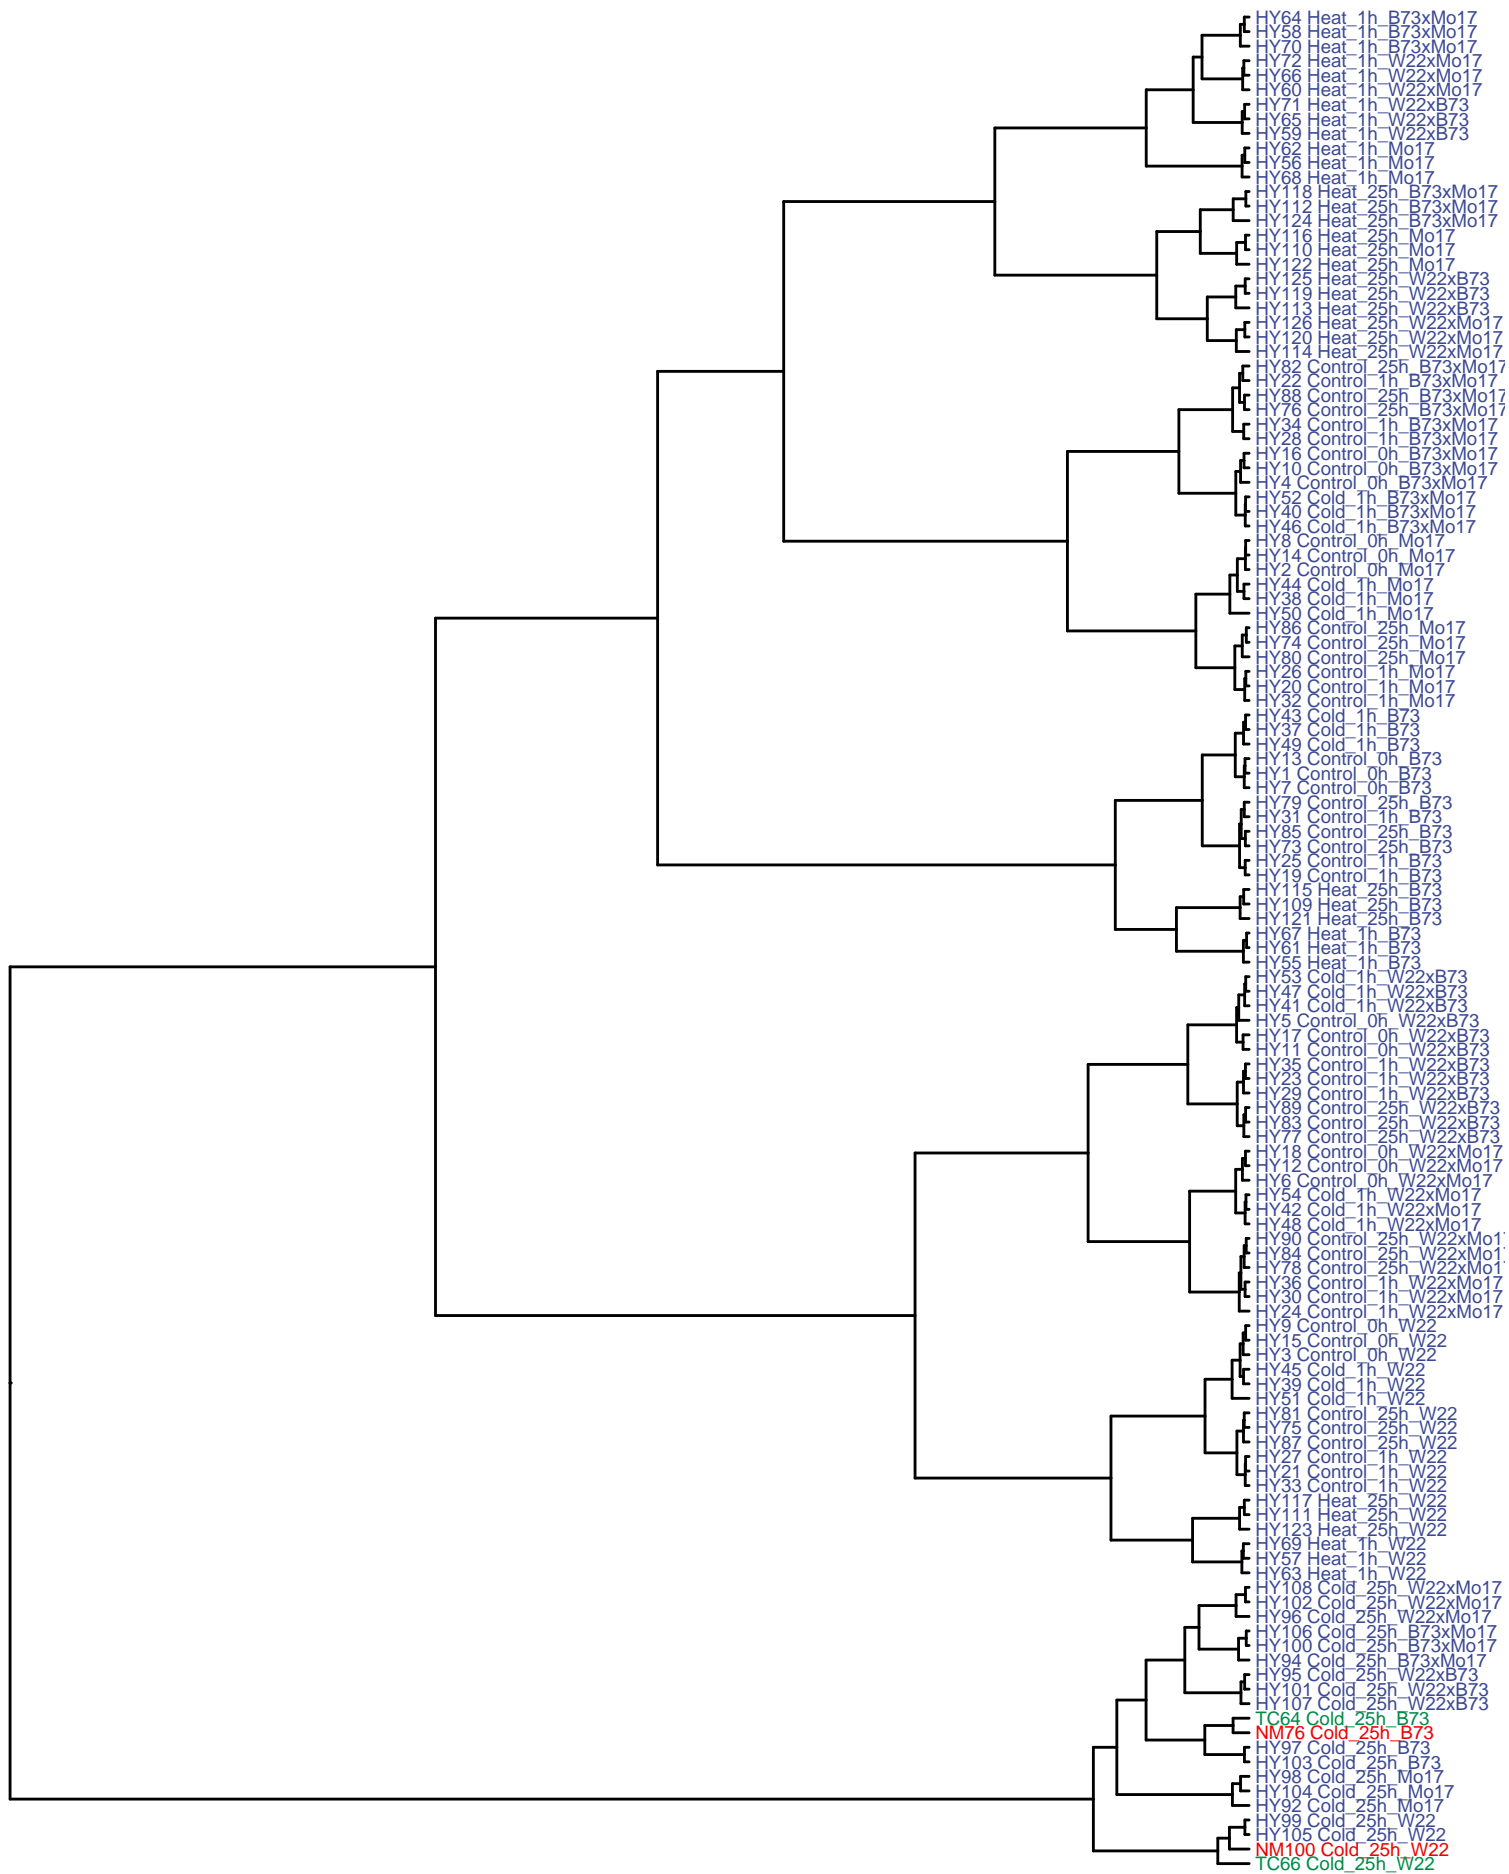 HY64 Heat_1h_B73xMo17
HY58 Heat_1h_B73xMo17
HY70 Heat_1h_B73xMo17
HY72 Heat_1h_W22xMo17
HY66 Heat_1h_W22xMo17
HY60 Heat_1h_W22xMo17
HY71 Heat_1h_W22xB73
HY65 Heat_1h_W22xB73
HY59 Heat_1h_W22xB73
HY62 Heat_1h_Mo17
HY56 Heat_1h_Mo17
HY68 Heat_1h_Mo17
HY118 Heat_25h_B73xMo17
HY112 Heat_25h_B73xMo17
HY124 Heat_25h_B73xMo17
HY116 Heat_25h_Mo17
HY110 Heat_25h_Mo17
HY122 Heat_25h_Mo17
HY125 Heat_25h_W22xB73
HY119 Heat_25h_W22xB73
HY113 Heat_25h_W22xB73
HY126 Heat_25h_W22xMo17
HY120 Heat_25h_W22xMo17
HY114 Heat_25h_W22xMo17
HY82 Control_25h_B73xMo17
HY22 Control_1h_B73xMo17
HY88 Control_25h_B73xMo17
HY76 Control_25h_B73xMo17
HY34 Control_1h_B73xMo17
HY28 Control_1h_B73xMo17
HY16 Control_0h_B73xMo17
HY10 Control_0h_B73xMo17
HY4 Control_0h_B73xMo17
HY52 Cold_1h_B73xMo17
HY40 Cold_1h_B73xMo17
HY46 Cold_1h_B73xMo17
HY8 Control_0h_Mo17
HY14 Control_0h_Mo17
HY2 Control_0h_Mo17
HY44 Cold_1h_Mo17
HY38 Cold_1h_Mo17
HY50 Cold_1h_Mo17
HY86 Control_25h_Mo17
HY74 Control_25h_Mo17
HY80 Control_25h_Mo17
HY26 Control_1h_Mo17
HY20 Control_1h_Mo17
HY32 Control_1h_Mo17
HY43 Cold_1h_B73
HY37 Cold_1h_B73
HY49 Cold_1h_B73
HY13 Control_0h_B73
HY1 Control_0h_B73
HY7 Control_0h_B73
HY79 Control_25h_B73
HY31 Control_1h_B73
HY85 Control_25h_B73
HY73 Control_25h_B73
HY25 Control_1h_B73
HY19 Control_1h_B73
HY115 Heat_25h_B73
HY109 Heat_25h_B73
HY121 Heat_25h_B73
HY67 Heat_1h_B73
HY61 Heat_1h_B73
HY55 Heat_1h_B73
HY53 Cold_1h_W22xB73
HY47 Cold_1h_W22xB73
HY41 Cold_1h_W22xB73
HY5 Control_0h_W22xB73
HY17 Control_0h_W22xB73
HY11 Control_0h_W22xB73
HY35 Control_1h_W22xB73
HY23 Control_1h_W22xB73
HY29 Control_1h_W22xB73
HY89 Control_25h_W22xB73
HY83 Control_25h_W22xB73
HY77 Control_25h_W22xB73
HY18 Control_0h_W22xMo17
HY12 Control_0h_W22xMo17
HY6 Control_0h_W22xMo17
HY54 Cold_1h_W22xMo17
HY42 Cold_1h_W22xMo17
HY48 Cold_1h_W22xMo17
HY90 Control_25h_W22xMo17
HY84 Control_25h_W22xMo17
HY78 Control_25h_W22xMo17
HY36 Control_1h_W22xMo17
HY30 Control_1h_W22xMo17
HY24 Control_1h_W22xMo17
HY9 Control_0h_W22
HY15 Control_0h_W22
HY3 Control_0h_W22
HY45 Cold_1h_W22
HY39 Cold_1h_W22
HY51 Cold_1h_W22
HY81 Control_25h_W22
HY75 Control_25h_W22
HY87 Control_25h_W22
HY27 Control_1h_W22
HY21 Control_1h_W22
HY33 Control_1h_W22
HY117 Heat_25h_W22
HY111 Heat_25h_W22
HY123 Heat_25h_W22
HY69 Heat_1h_W22
HY57 Heat_1h_W22
HY63 Heat_1h_W22
HY108 Cold_25h_W22xMo17
HY102 Cold_25h_W22xMo17
HY96 Cold_25h_W22xMo17
HY106 Cold_25h_B73xMo17
HY100 Cold_25h_B73xMo17
HY94 Cold_25h_B73xMo17
HY95 Cold_25h_W22xB73
HY101 Cold_25h_W22xB73
HY107 Cold_25h_W22xB73
TC64 Cold_25h_B73
NM76 Cold_25h_B73
HY97 Cold_25h_B73
HY103 Cold_25h_B73
HY98 Cold_25h_Mo17
HY104 Cold_25h_Mo17
HY92 Cold_25h_Mo17
HY99 Cold_25h_W22
HY105 Cold_25h_W22
NM100 Cold_25h_W22
TC66 Cold_25h_W22